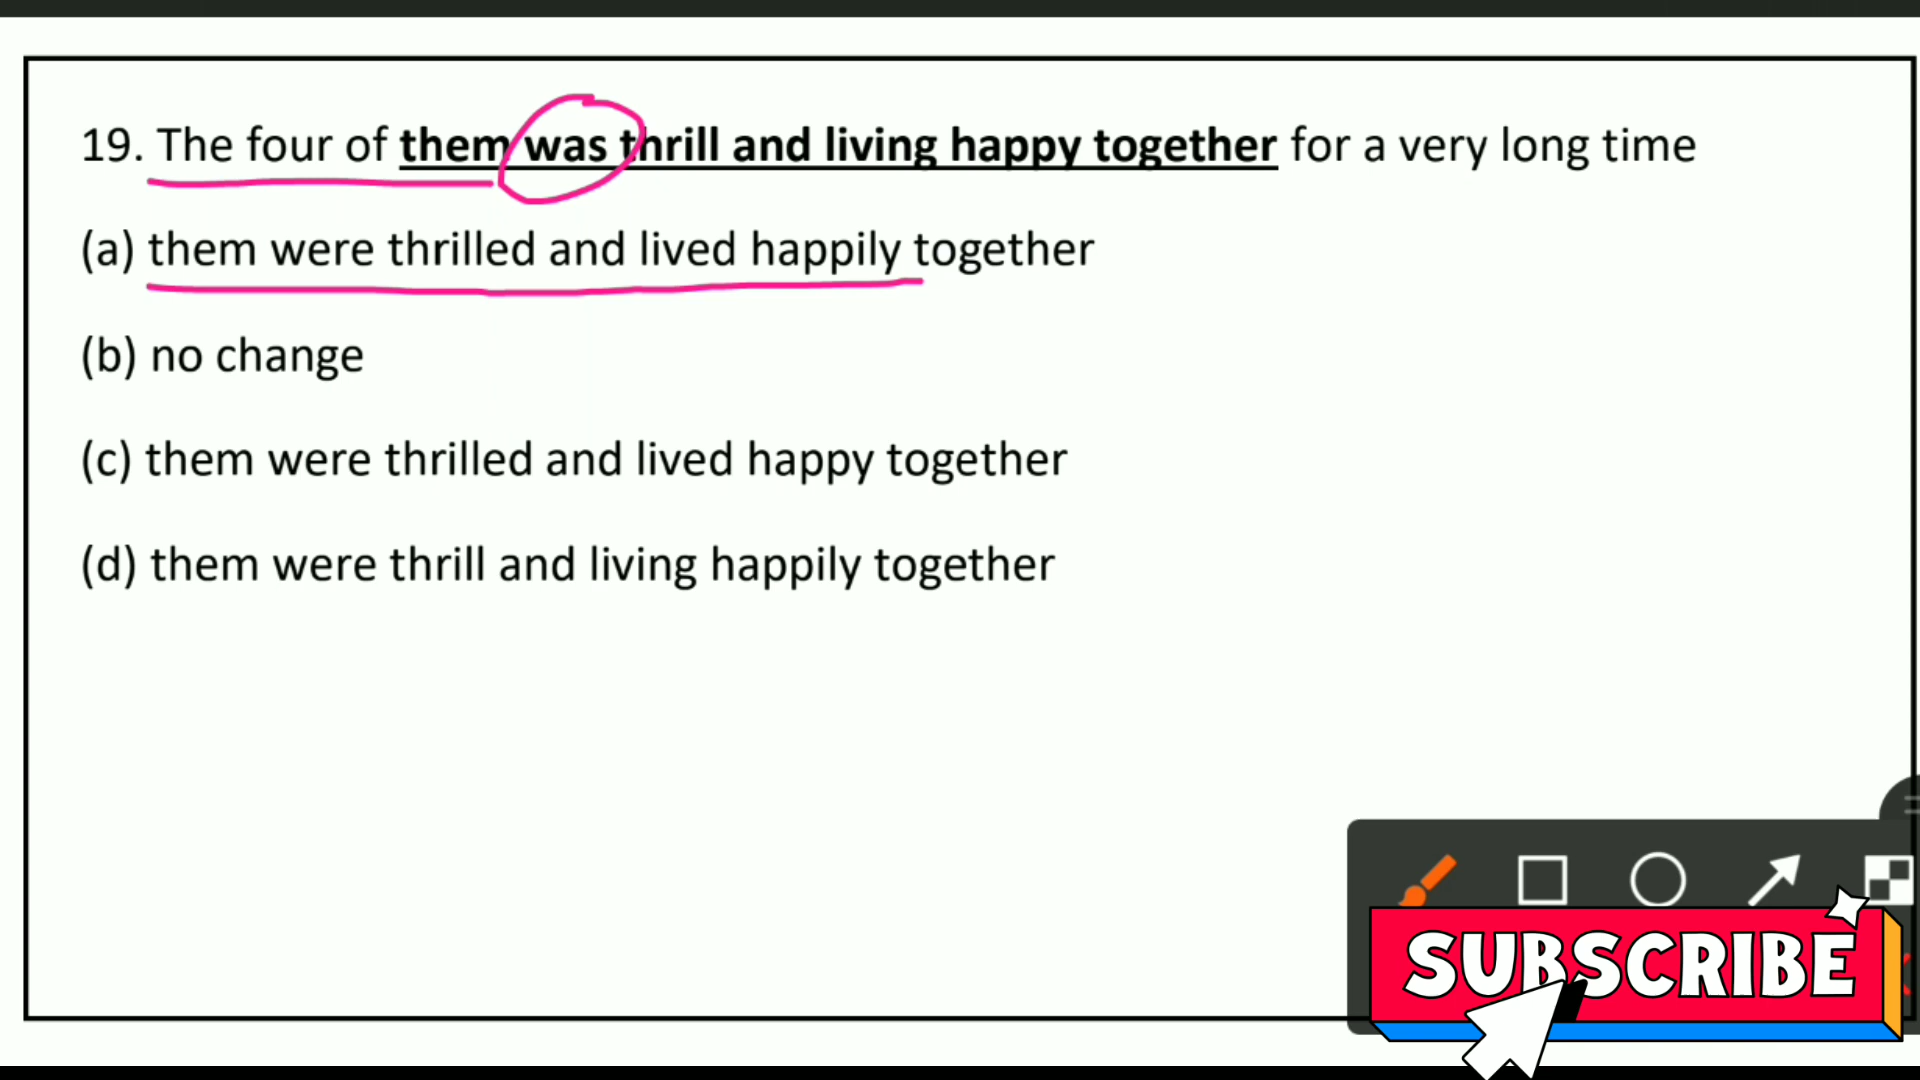 19. The four of them was thrill and living happy together for a very long time
(a) them were thrilled and lived happily together
(b) no change
(c) them were thrilled and lived happy together
(d) them were thrill and living happily together
SUBSCRIBE